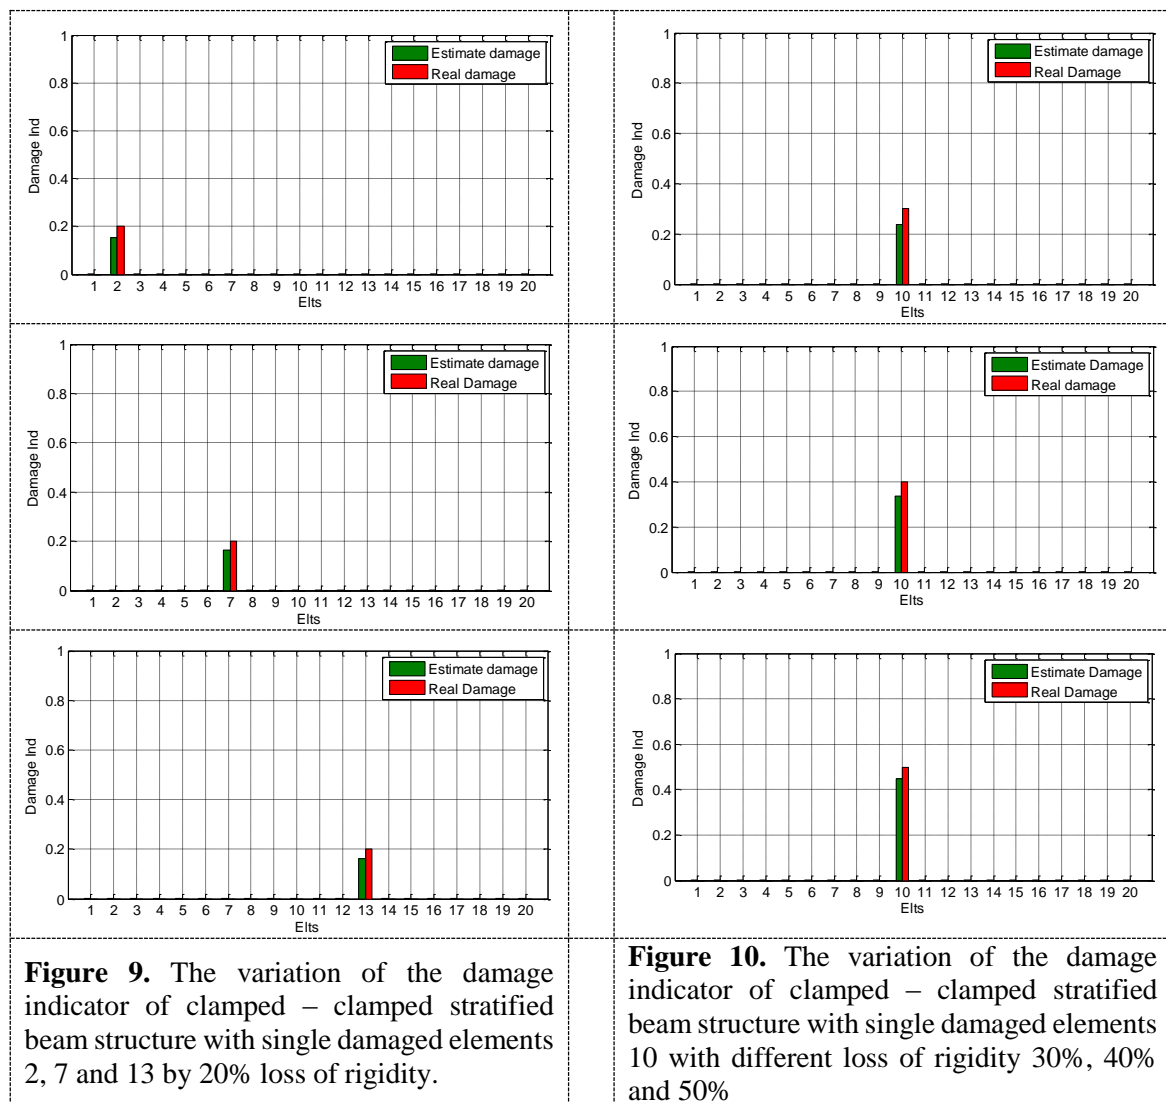 1
0.8
0.6
0.4
0.2
0
Damage Ind
Estimate damage
Real damage
1 2 3 4 5 6 7 8 9 10 11 12 13 14 15 16 17 18 19 20
Elts
1
0.8
0.6
0.4
0.2
0
Damage Ind
Estimate damage
Real Damage
1 2 3 4 5 6 7 8 9 10 11 12 13 14 15 16 17 18 19 20
Elts
1
0.8
0.6
0.4
0.2
0
Damage Ind
Estimate damage
Real Damage
1 2 3 4 5 6 7 8 9 10 11 12 13 14 15 16 17 18 19 20
Elts
Figure 9. The variation of the damage
indicator of clamped – clamped stratified
beam structure with single damaged elements
2, 7 and 13 by 20% loss of rigidity.
1
0.8
0.6
0.4
0.2
0
Damage Ind
Estimate damage
Real Damage
1 2 3 4 5 6 7 8 9 10 11 12 13 14 15 16 17 18 19 20
Elts
1
0.8
0.6
0.4
0.2
0
Damage Ind
Estimate Damage
Real damage
1 2 3 4 5 6 7 8 9 10 11 12 13 14 15 16 17 18 19 20
Elts
1
0.8
0.6
0.4
0.2
0
Damage Ind
Estimate Damage
Real Damage
1 2 3 4 5 6 7 8 9 10 11 12 13 14 15 16 17 18 19 20
Elts
Figure 10. The variation of the damage
indicator of clamped – clamped stratified
beam structure with single damaged elements
10 with different loss of rigidity 30%, 40%
and 50%